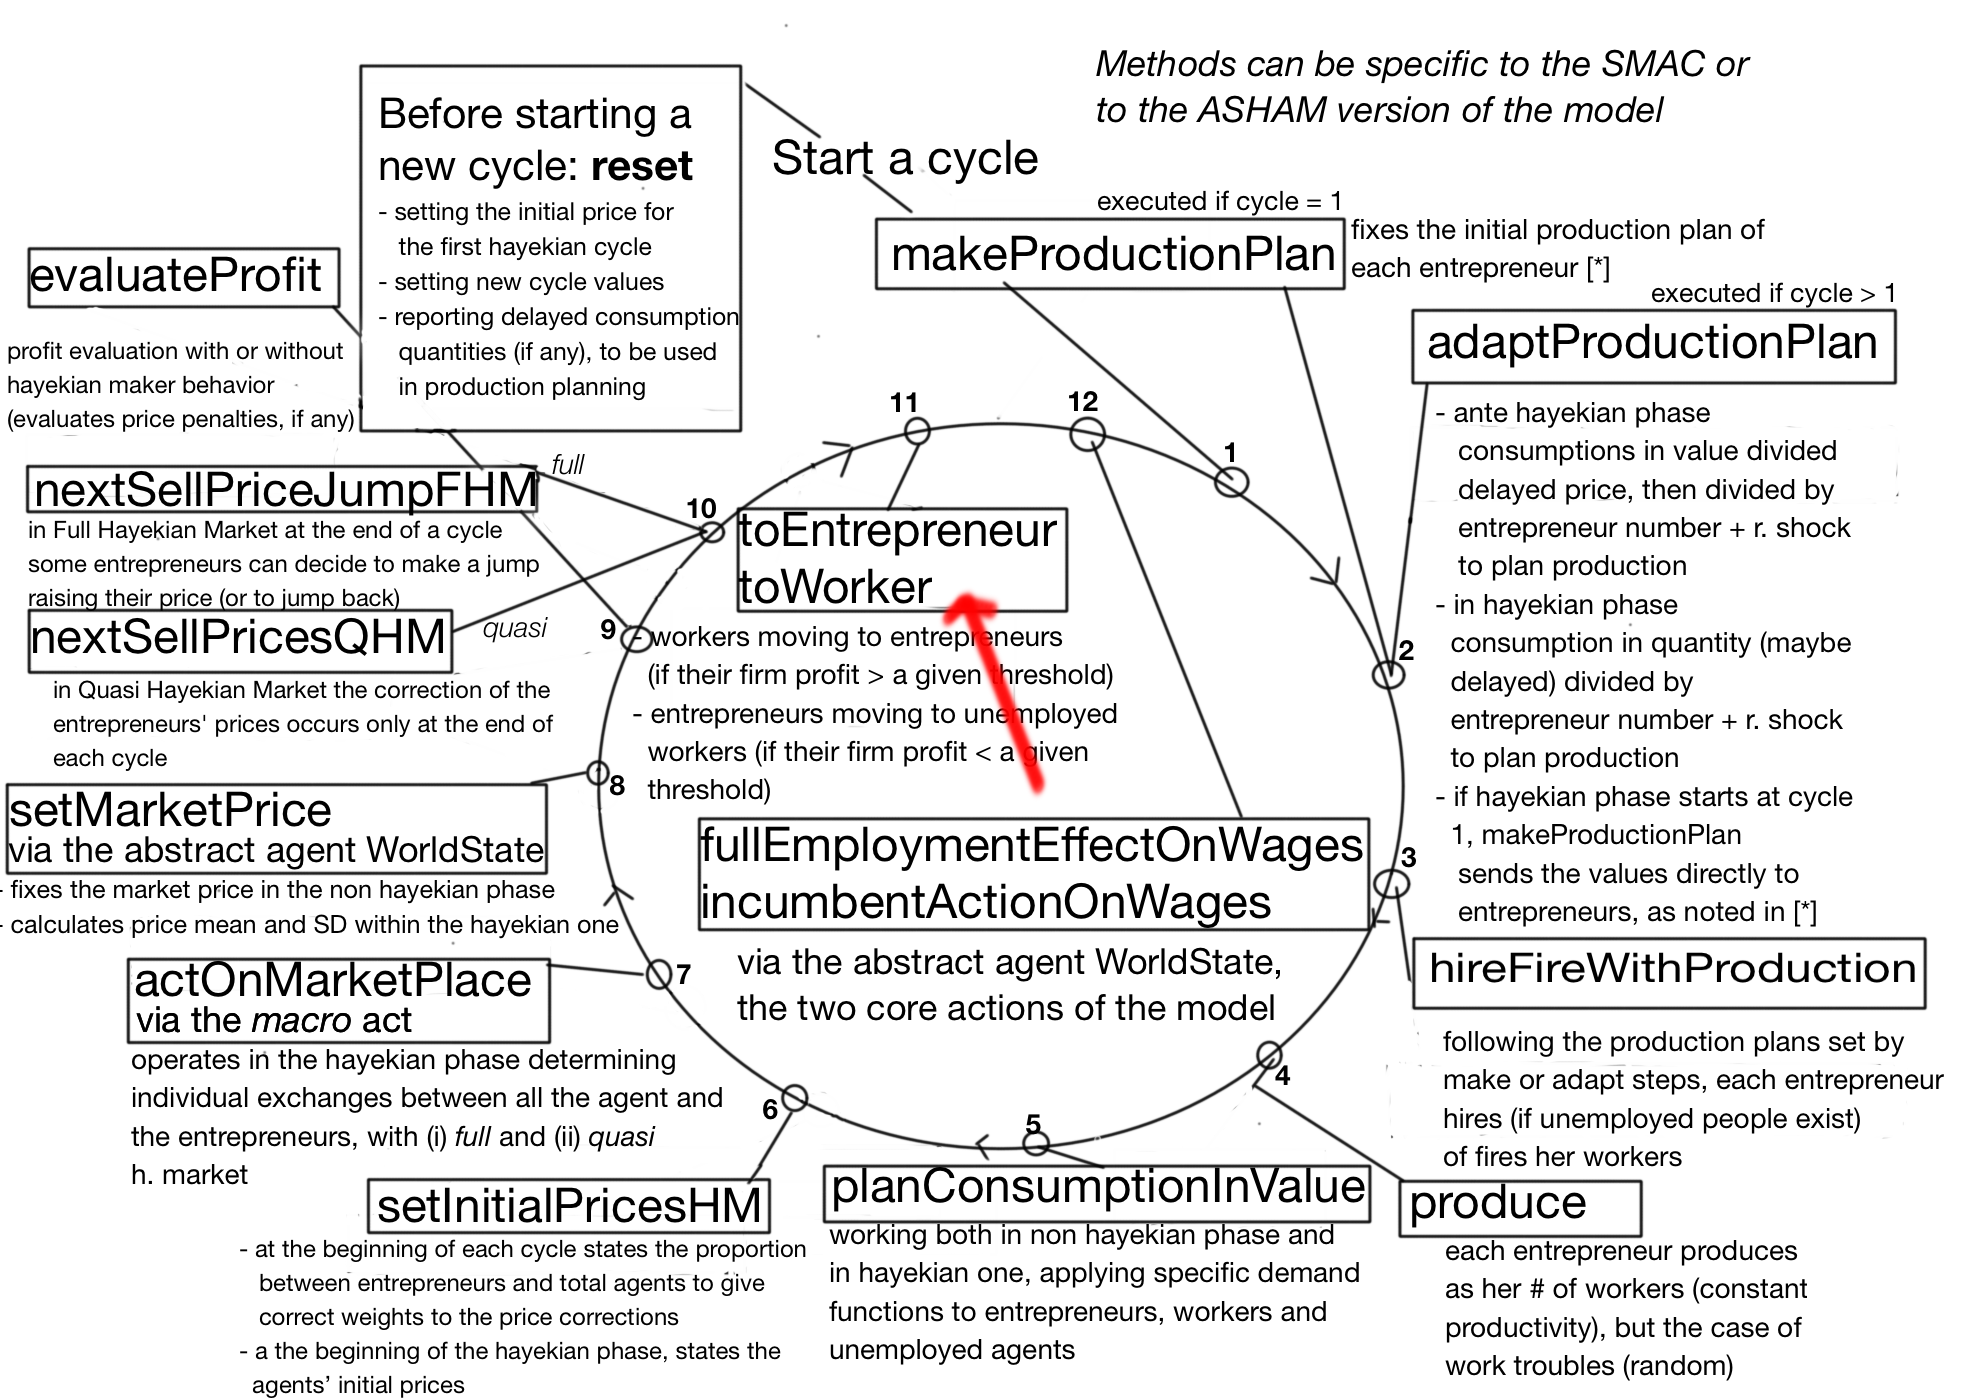 Methods can be specific to the SMAC or
to the ASHAM version of the model
Before starting a
new cycle: reset
- setting the initial price for
the first hayekian cycle
- setting new cycle values
- reporting delayed consumption
quantities (if any), to be used
in production planning
Start a cycle
executed if cycle = 1
makeProductionPlan
fixes the initial production plan of
each entrepreneur [*]
executed if cycle > 1
adaptProductionPlan
- ante hayekian phase
consumptions in value divided
delayed price, then divided by
entrepreneur number + r. shock
to plan production
- in hayekian phase
consumption in quantity (maybe
delayed) divided by
entrepreneur number + r. shock
to plan production
- if hayekian phase starts at cycle
1, makeProductionPlan
sends the values directly to
entrepreneurs, as noted in [*]
evaluateProfit
profit evaluation with or without
hayekian maker behavior
(evaluates price penalties, if any)
nextSellPriceJumpFHM
full
in Full Hayekian Market at the end of a cycle
some entrepreneurs can decide to make a jump
raising their price (or to jump back)
nextSellPricesQHM
quasi
in Quasi Hayekian Market the correction of the
entrepreneurs' prices occurs only at the end of
each cycle
11
12
1
10
2
9
3
8
4
7
5
6
toEntrepreneur
toWorker
- workers moving to entrepreneurs
(if their firm profit > a given threshold)
- entrepreneurs moving to unemployed
workers (if their firm profit < a given
threshold)
setMarketPrice
via the abstract agent WorldState
- fixes the market price in the non hayekian phase
- calculates price mean and SD within the hayekian one
fullEmploymentEffectOnWages
incumbentActionOnWages
via the abstract agent WorldState,
the two core actions of the model
hireFireWithProduction
following the production plans set by
make or adapt steps, each entrepreneur
hires (if unemployed people exist)
of fires her workers
actOnMarketPlace
via the macro act
operates in the hayekian phase determining
individual exchanges between all the agent and
the entrepreneurs, with (i) full and (ii) quasi
h. market
setInitialPricesHM
- at the beginning of each cycle states the proportion
between entrepreneurs and total agents to give
correct weights to the price corrections
- a the beginning of the hayekian phase, states the
agents’ initial prices
planConsumptionInValue
working both in non hayekian phase and
in hayekian one, applying specific demand
functions to entrepreneurs, workers and
unemployed agents
produce
each entrepreneur produces
as her # of workers (constant
productivity), but the case of
work troubles (random)